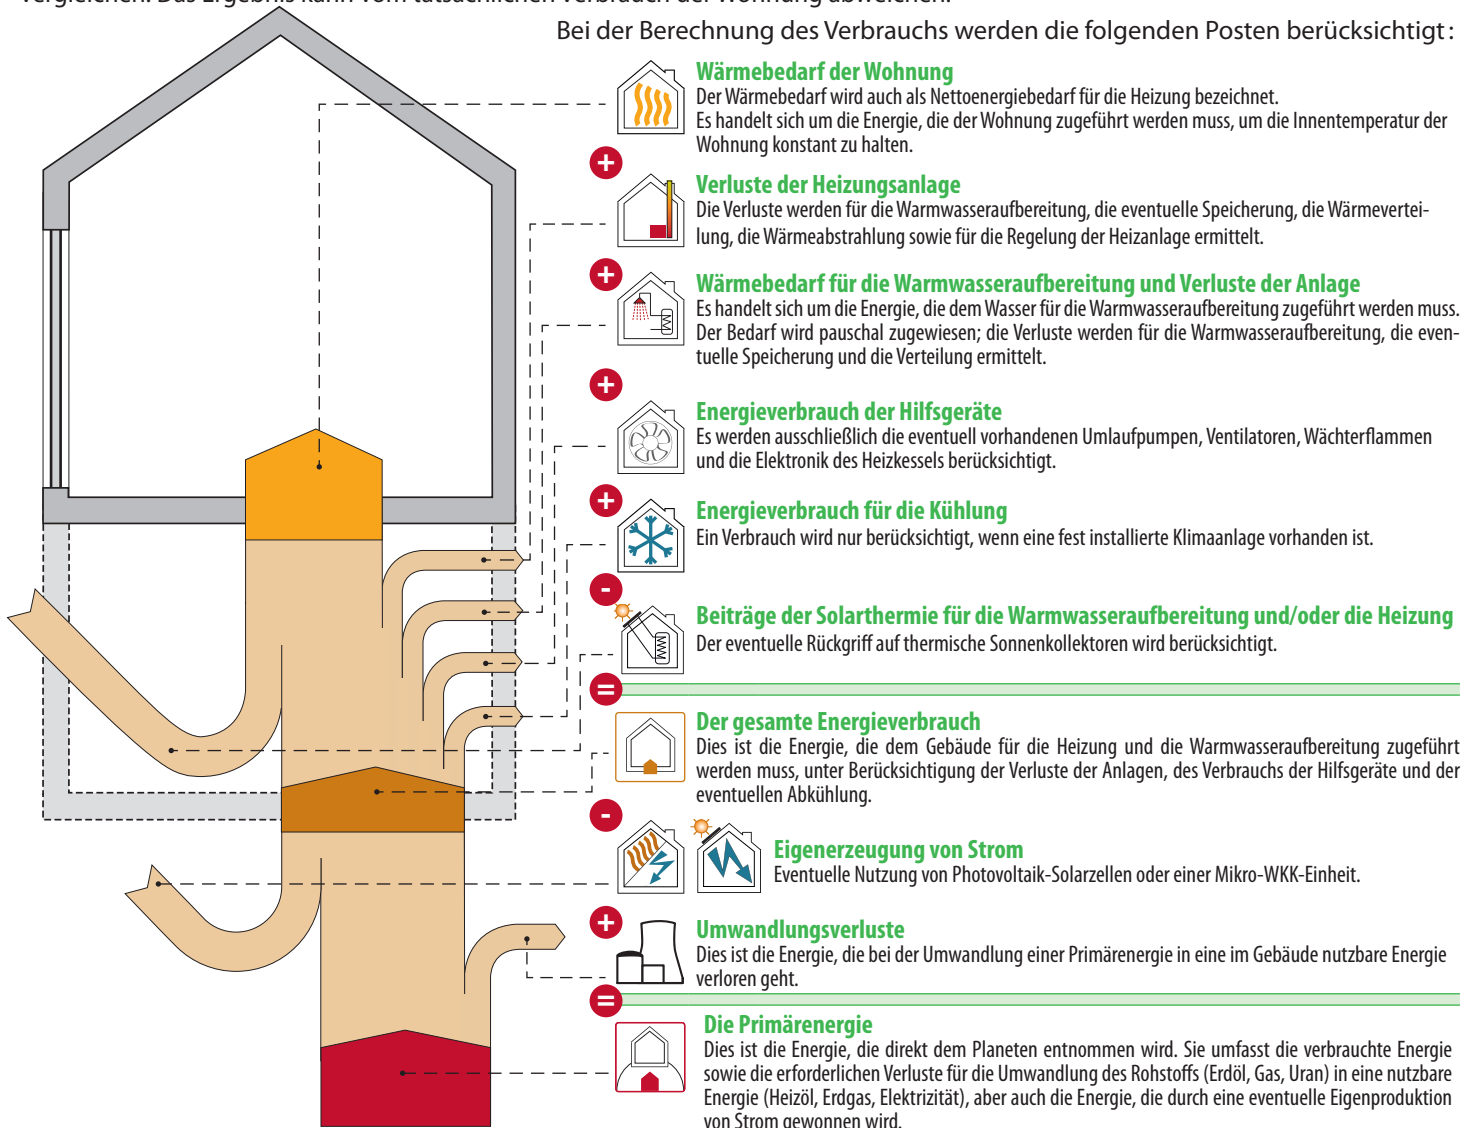 vergleichen. Das Ergebnis kann vom tatsächlichen Verbrauch der Wohnung abweichen.
Bei der Berechnung des Verbrauchs werden die folgenden Posten berücksichtigt :
Wärmebedarf der Wohnung
Der Wärmebedarf wird auch als Nettoenergiebedarf für die Heizung bezeichnet.
Es handelt sich um die Energie, die der Wohnung zugeführt werden muss, um die Innentemperatur der
Wohnung konstant zu halten.
+
Verluste der Heizungsanlage
Die Verluste werden für die Warmwasseraufbereitung, die eventuelle Speicherung, die Wärmevertei-
lung, die Wärmeabstrahlung sowie für die Regelung der Heizanlage ermittelt.
+
Wärmebedarf für die Warmwasseraufbereitung und Verluste der Anlage
Es handelt sich um die Energie, die dem Wasser für die Warmwasseraufbereitung zugeführt werden muss.
Der Bedarf wird pauschal zugewiesen; die Verluste werden für die Warmwasseraufbereitung, die even-
tuelle Speicherung und die Verteilung ermittelt.
+
Energieverbrauch der Hilfsgeräte
Es werden ausschließlich die eventuell vorhandenen Umlaufpumpen, Ventilatoren, Wächterflammen
und die Elektronik des Heizkessels berücksichtigt.
+
Energieverbrauch für die Kühlung
Ein Verbrauch wird nur berücksichtigt, wenn eine fest installierte Klimaanlage vorhanden ist.
-
Beiträge der Solarthermie für die Warmwasseraufbereitung und/oder die Heizung
Der eventuelle Rückgriff auf thermische Sonnenkollektoren wird berücksichtigt.
=
Der gesamte Energieverbrauch
Dies ist die Energie, die dem Gebäude für die Heizung und die Warmwasseraufbereitung zugeführt
werden muss, unter Berücksichtigung der Verluste der Anlagen, des Verbrauchs der Hilfsgeräte und der
eventuellen Abkühlung.
-
Eigenerzeugung von Strom
Eventuelle Nutzung von Photovoltaik-Solarzellen oder einer Mikro-WKK-Einheit.
+
Umwandlungsverluste
Dies ist die Energie, die bei der Umwandlung einer Primärenergie in eine im Gebäude nutzbare Energie
verloren geht.
=
Die Primärenergie
Dies ist die Energie, die direkt dem Planeten entnommen wird. Sie umfasst die verbrauchte Energie
sowie die erforderlichen Verluste für die Umwandlung des Rohstoffs (Erdöl, Gas, Uran) in eine nutzbare
Energie (Heizöl, Erdgas, Elektrizität), aber auch die Energie, die durch eine eventuelle Eigenproduktion
von Strom gewonnen wird.